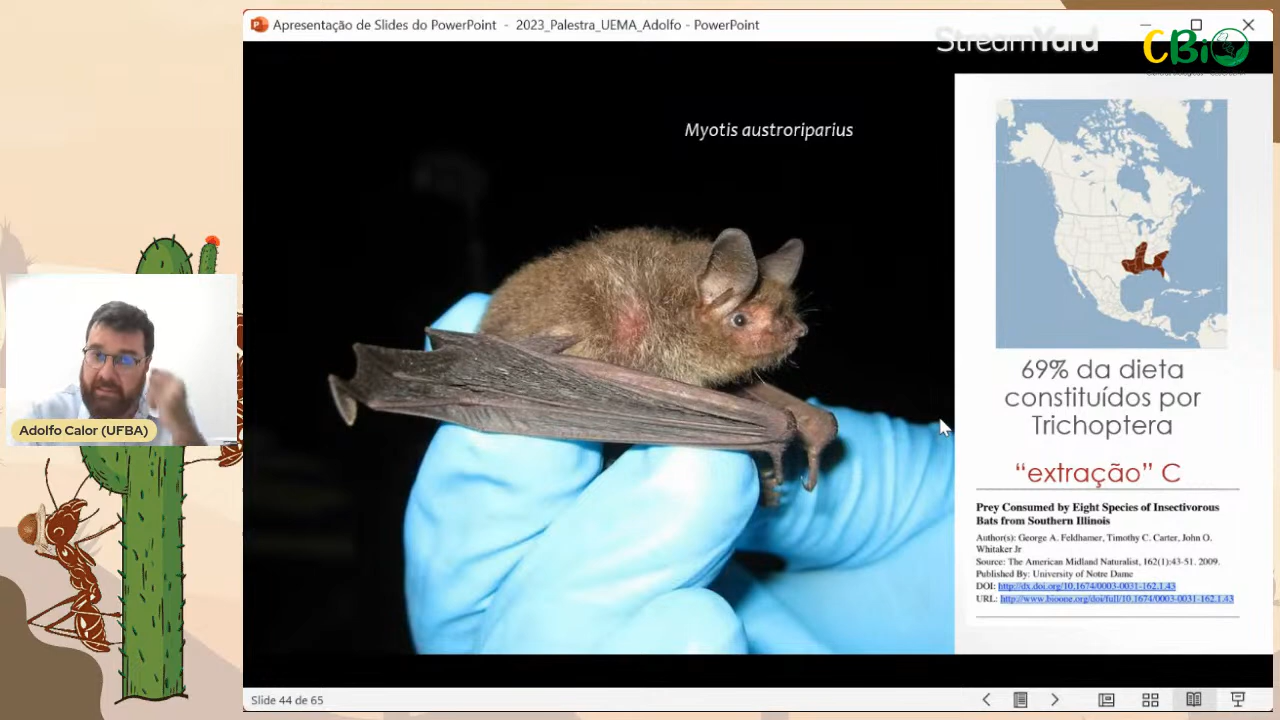 Apresentação de Slides do PowerPoint - 2023_Palestra_UEMA_Adolfo - PowerPoint
StreamYard
CBio
Myotis austroriparius
69% da dieta
constituídos por
Trichoptera
“extração” C
Prey Consumed by Eight Species of Insectivorous
Bats from Southern Illinois
Author(s): George A. Feldhamer, Timothy C. Carter, John O.
Whitaker Jr
Source: The American Midland Naturalist, 162(1):43-51. 2009.
Published By: University of Notre Dame
DOI: http://dx.doi.org/10.1674/0003-0031-162.1.43
URL: http://www.bioone.org/doi/full/10.1674/0003-0031-162.1.43
Adolfo Calor (UFBA)
Slide 44 de 65